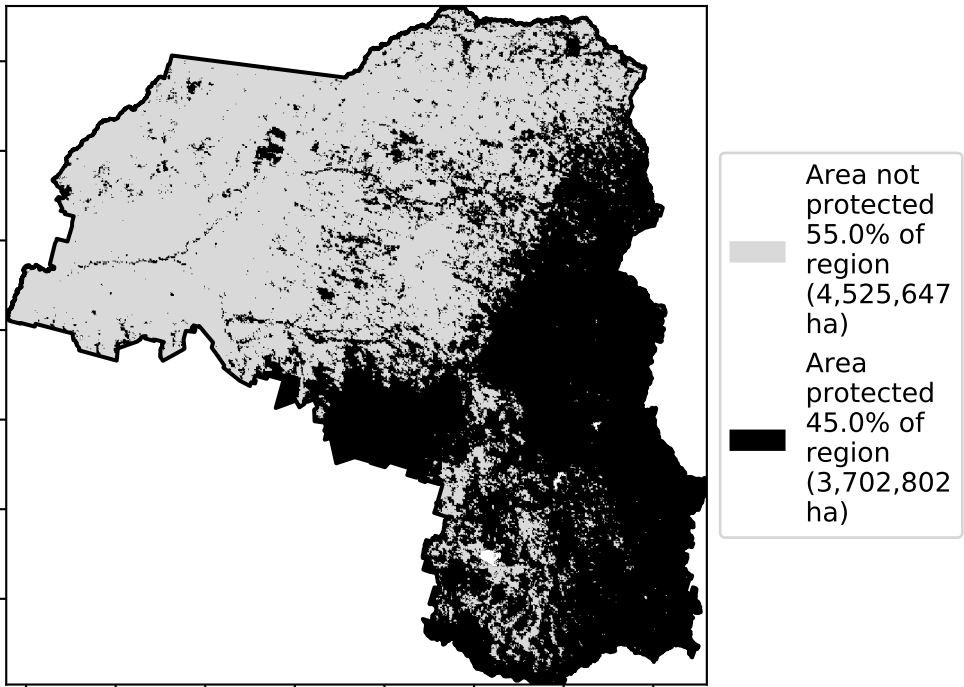 Area not
protected
55.0% of
region
(4,525,647
ha)
Area
protected
45.0% of
region
(3,702,802
ha)